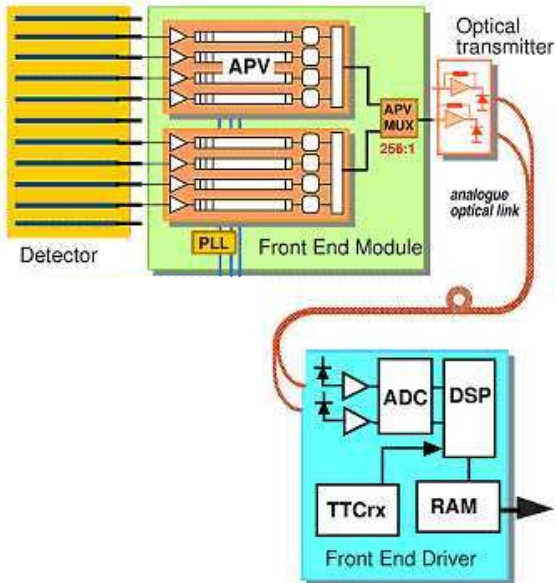 Optical
transmitter
APV
APV
MUX
256:1
analogue
optical link
PLL
Front End Module
Detector
ADC
DSP
TTCrx
RAM
Front End Driver